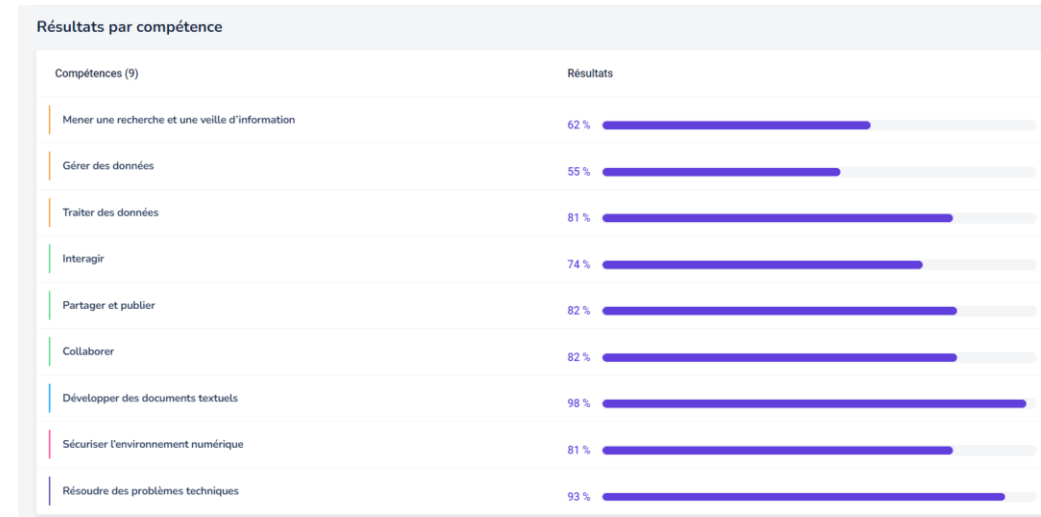 Résultats par compétence
Compétences (9) Résultats
Mener une recherche et une veille d’information 62 %
Gérer des données 55 %
Traiter des données 81 %
Interagir 74 %
Partager et publier 82 %
Collaborer 82 %
Développer des documents textuels 98 %
Sécuriser l’environnement numérique 81 %
Résoudre des problèmes techniques 93 %